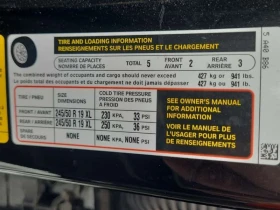 TIRE AND LOADING INFORMATION
RENSEIGNEMENTS SUR LES PNEUS ET LE CHARGEMENT
SEATING CAPACITY TOTAL 5 FRONT 2 REAR 3
NOMBRE DE PLACES AVANT ARRIÈRE
The combined weight of occupants and cargo should never exceed 427 kg or 941 lbs.
Le poids total des occupants et du chargement ne doit jamais dépasser 427 kg ou 941 lb.
TIRE / PNEU DIMENSIONS COLD TIRE PRESSURE
PRESSION DES PNEUS
À FROID
FRONT / AVANT 245/50 R 19 XL 230 KPA, 33 PSI
REAR / ARRIÈRE 245/50 R 19 XL 250 KPA, 36 PSI
SPARE
DE SECOURS NONE NONE KPA, NONE PSI
SEE OWNER'S MANUAL
FOR ADDITIONAL
INFORMATION
VOIR LE MANUEL DE
L'USAGER POUR PLUS
DE RENSEIGNEMENTS